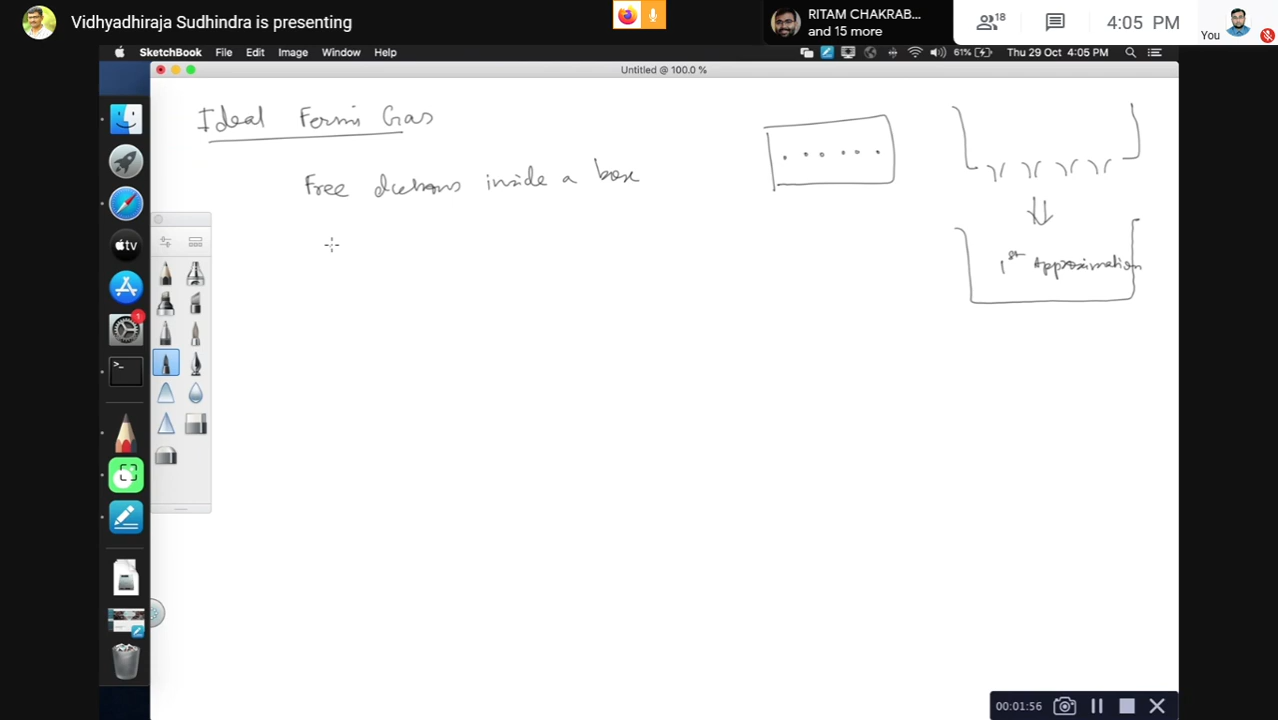 Vidhyadhiraja Sudhindra is presenting
RITAM CHAKRAB...
and 15 more
18
4:05 PM
You
SketchBook File Edit Image Window Help
61% Thu 29 Oct 4:05 PM
Untitled @ 100.0 %
Ideal Fermi Gas
Free electrons inside a box
1st Approximation
tv
1
>_
00:01:56